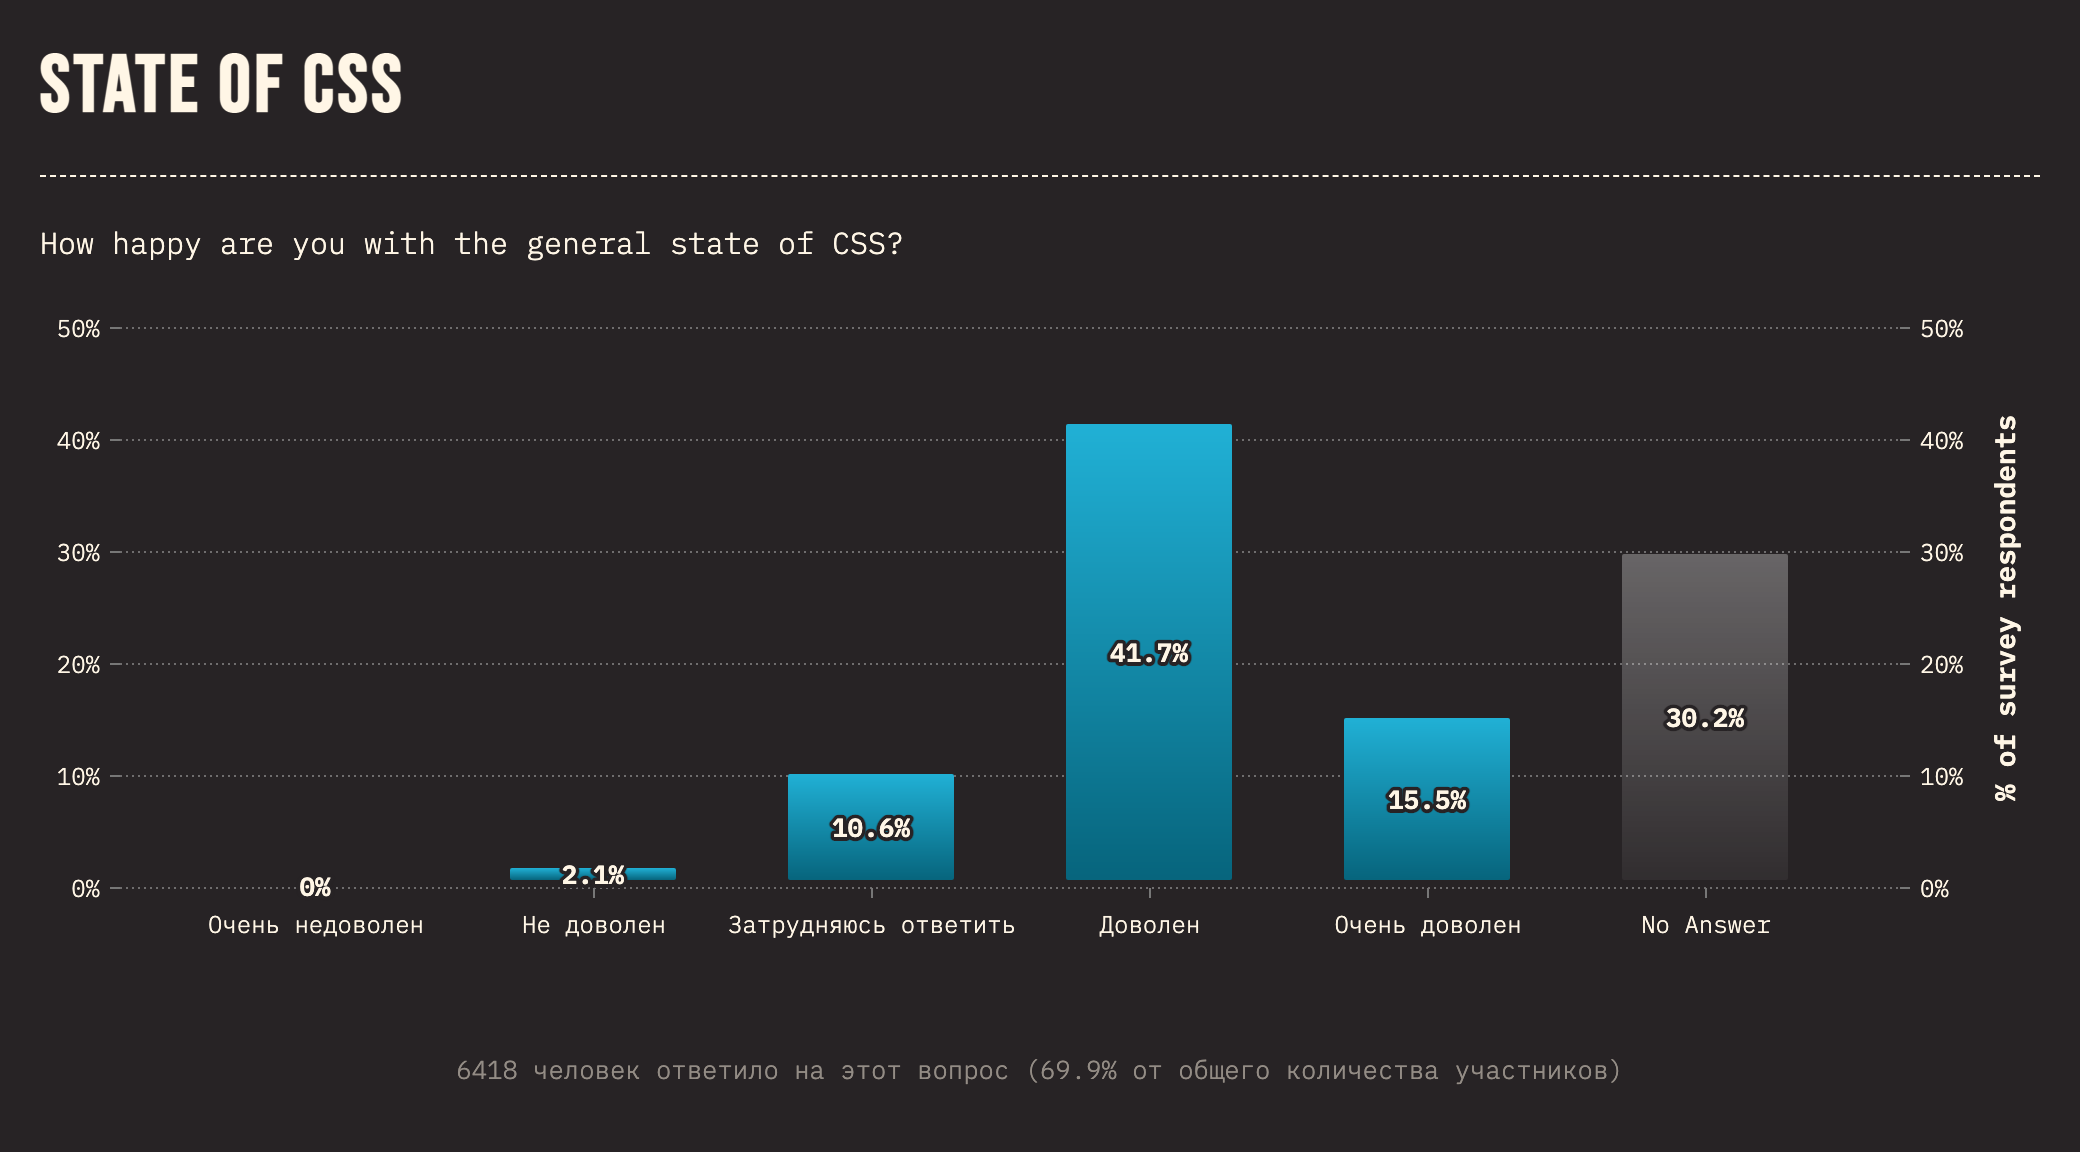 STATE OF CSS
How happy are you with the general state of CSS?
50% 50%
40% 40%
30% 30%
20% 20%
10% 10%
0% 0%
% of survey respoudeuts
0% 2.1% 10.6% 41.7% 15.5% 30.2%
Очень недоволен Не доволен Затрудняюсь ответить Доволен Очень доволен No Answer
6418 человек ответило на этот вопрос (69.9% от общего количества участников)